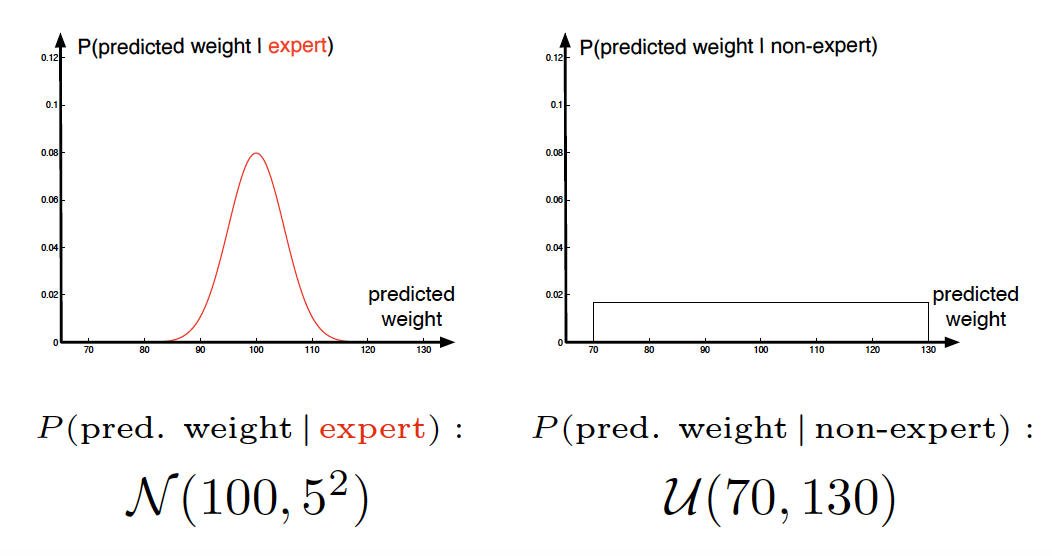 P(predicted weight | expert)
0.12
0.1
0.08
0.06
0.04
0.02
0
predicted
weight
70 80 90 100 110 120 130
P(predicted weight | non-expert)
0.12
0.1
0.08
0.06
0.04
0.02
0
predicted
weight
70 80 90 100 110 120 130
P(pred. weight | expert) :
𝒩(100, 5²)
P(pred. weight | non-expert) :
𝒰(70, 130)